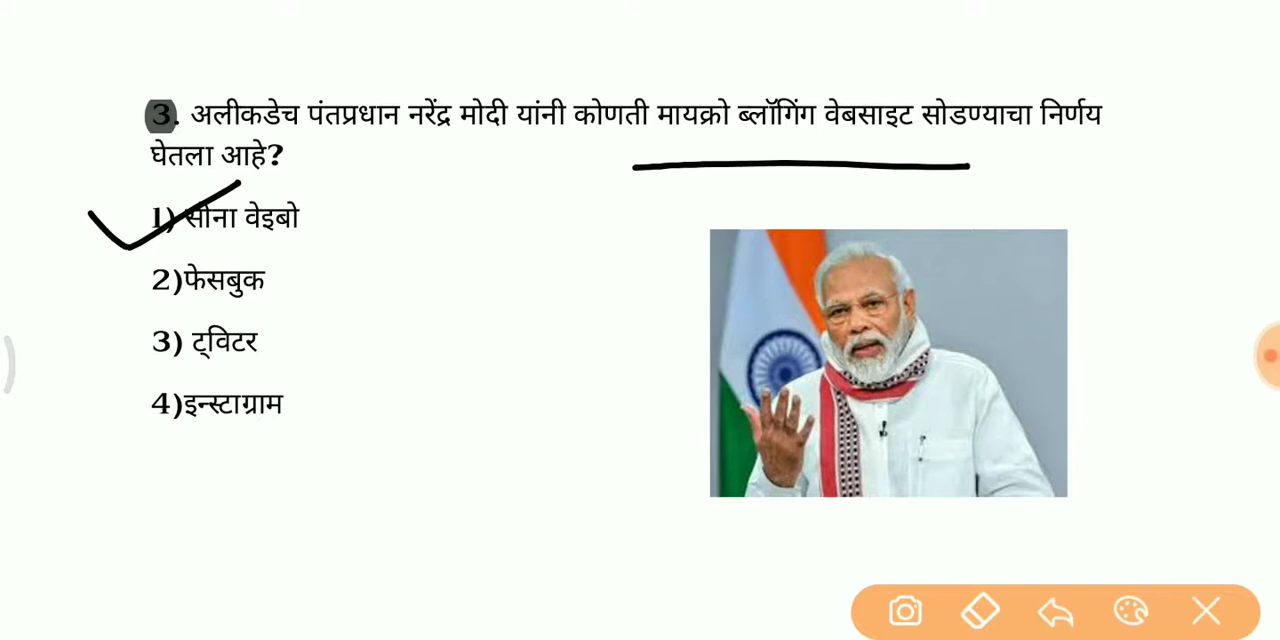 3. अलीकडेच पंतप्रधान नरेंद्र मोदी यांनी कोणती मायक्रो ब्लॉगिंग वेबसाइट सोडण्याचा निर्णय
घेतला आहे?
1) सीना वेइबो
2)फेसबुक
3) ट्विटर
4)इन्स्टाग्राम